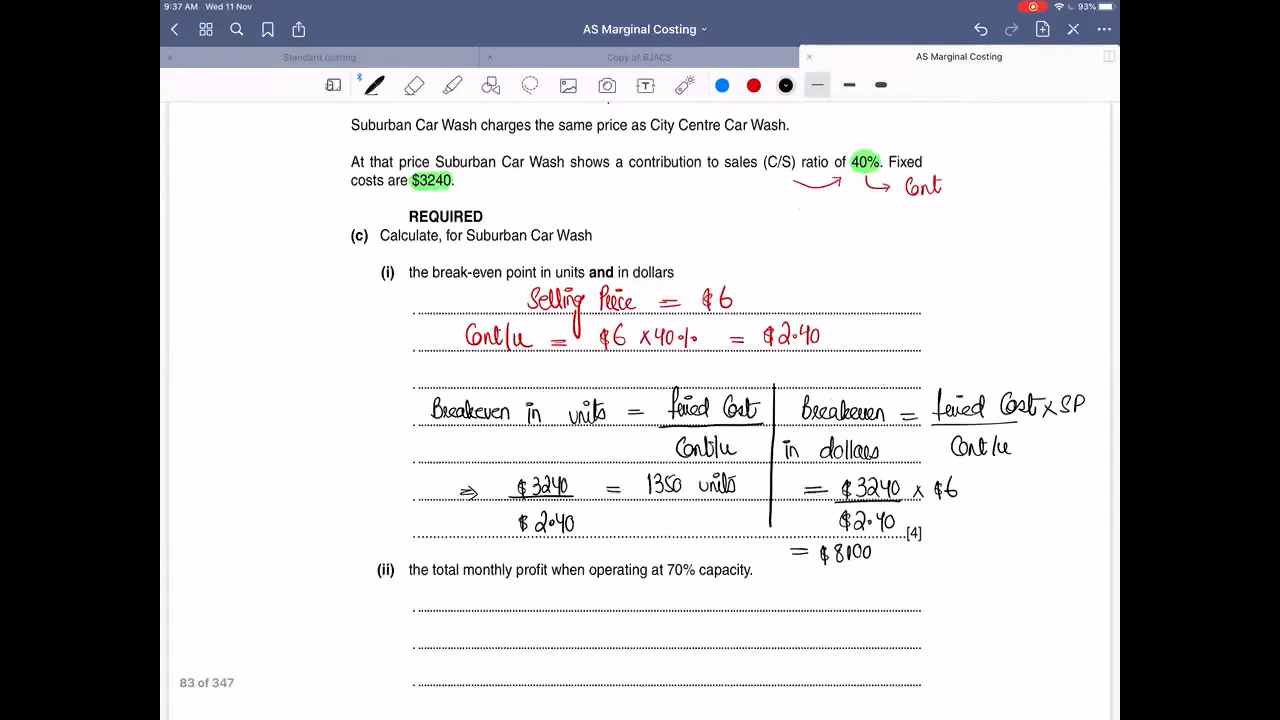 9:37 AM Wed 11 Nov
93%
AS Marginal Costing
Standard costing
Copy of BJACS
AS Marginal Costing
Suburban Car Wash charges the same price as City Centre Car Wash.
At that price Suburban Car Wash shows a contribution to sales (C/S) ratio of 40%. Fixed
costs are $3240.
Cont
REQUIRED
(c) Calculate, for Suburban Car Wash
(i) the break-even point in units and in dollars
Selling Price = $6
Cont/u = $6 x 40% = $2.40
Breakeven in units = Fixed Cost
Cont/u
⇒ $3240 = 1350 units
$2.40
Breakeven = Fixed Cost x SP
in dollars Cont/u
= $3240 x $6
$2.40
[4]
= $8100
(ii) the total monthly profit when operating at 70% capacity.
83 of 347